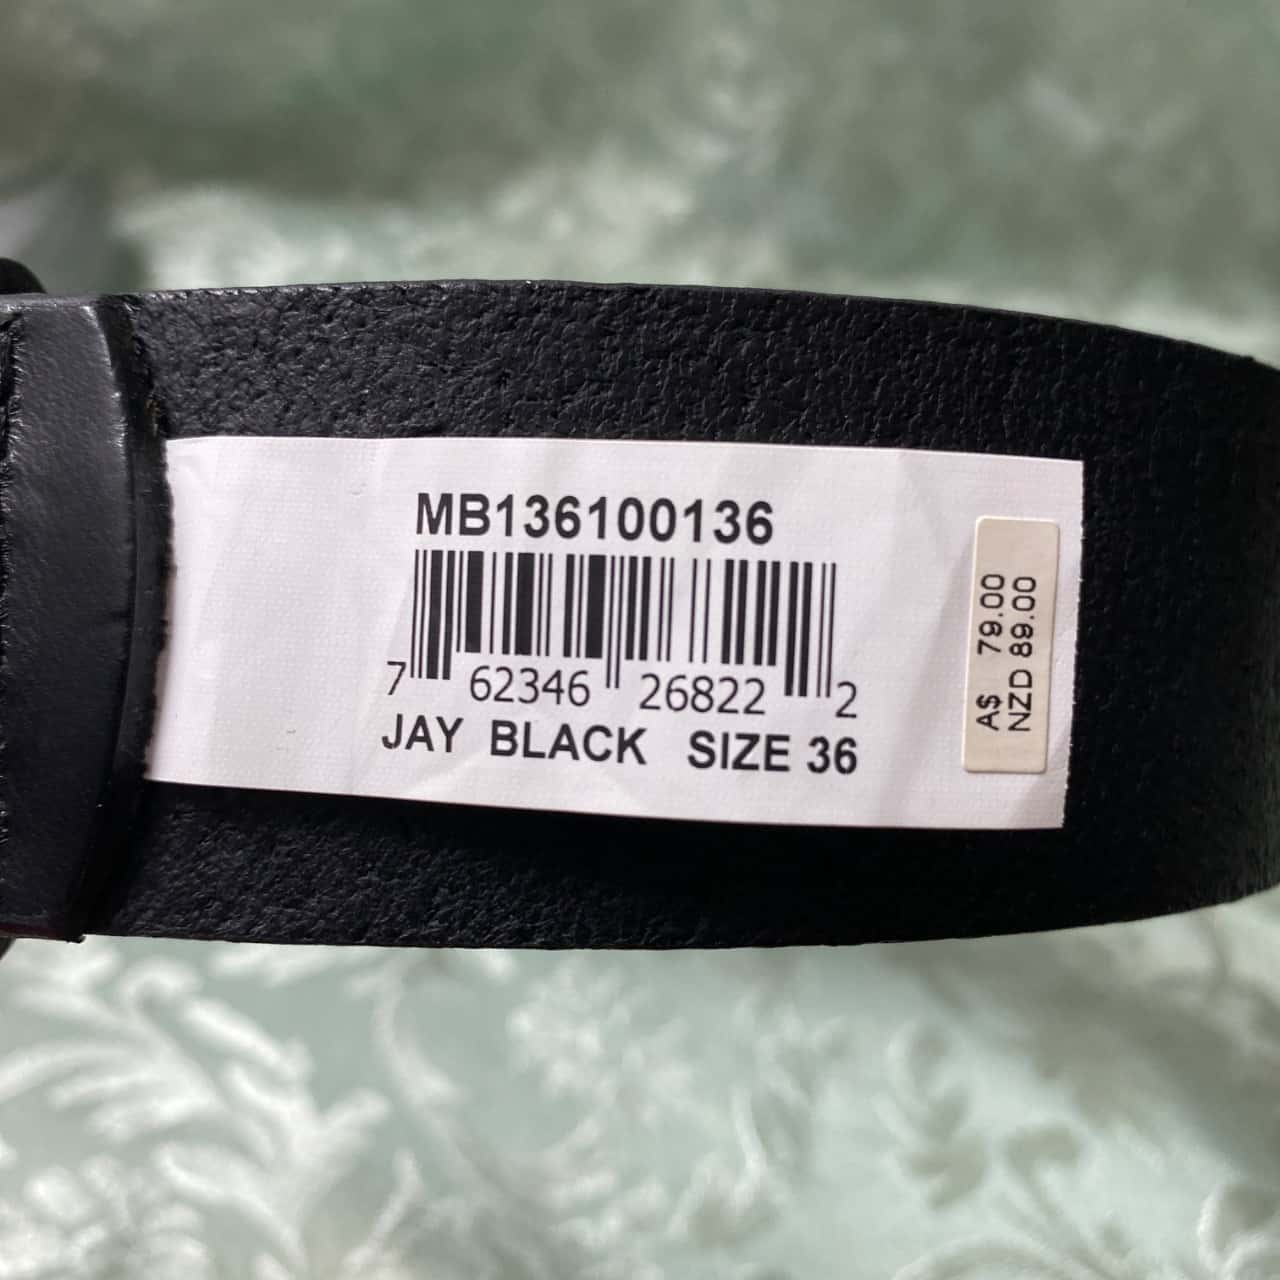 MB136100136
7 62346 26822 2
JAY BLACK SIZE 36
A$ 79.00
NZD 89.00